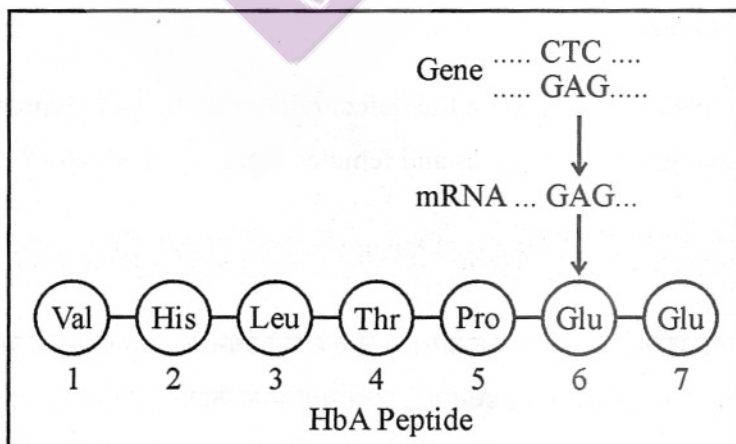 ..... CTC ....
Gene
..... GAG.....
mRNA ... GAG...
Val His Leu Thr Pro Glu Glu
1 2 3 4 5 6 7
HbA Peptide